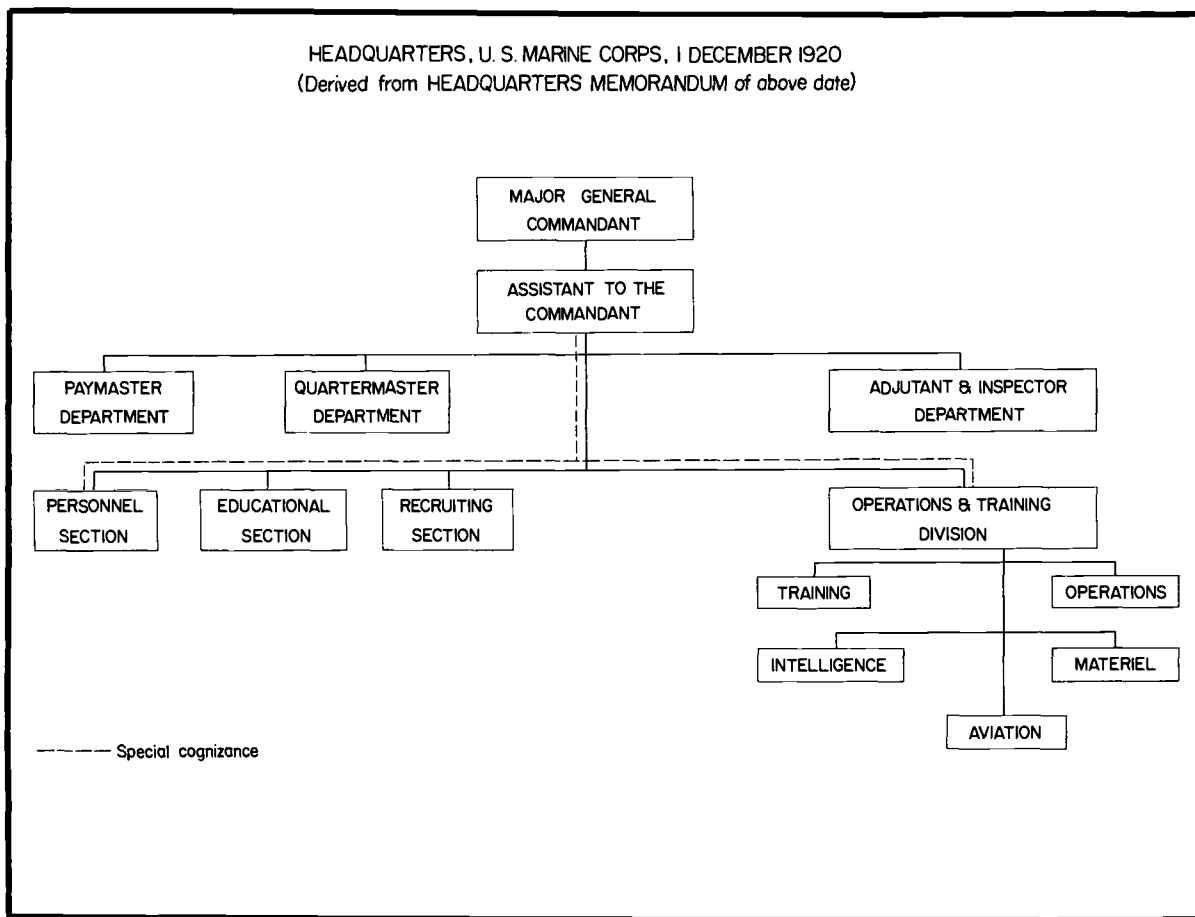 HEADQUARTERS, U. S. MARINE CORPS, 1 DECEMBER 1920
(Derived from HEADQUARTERS MEMORANDUM of above date)
MAJOR GENERAL
COMMANDANT
ASSISTANT TO THE
COMMANDANT
PAYMASTER
DEPARTMENT
QUARTERMASTER
DEPARTMENT
ADJUTANT & INSPECTOR
DEPARTMENT
PERSONNEL
SECTION
EDUCATIONAL
SECTION
RECRUITING
SECTION
OPERATIONS & TRAINING
DIVISION
TRAINING
OPERATIONS
INTELLIGENCE
MATERIEL
AVIATION
Special cognizance